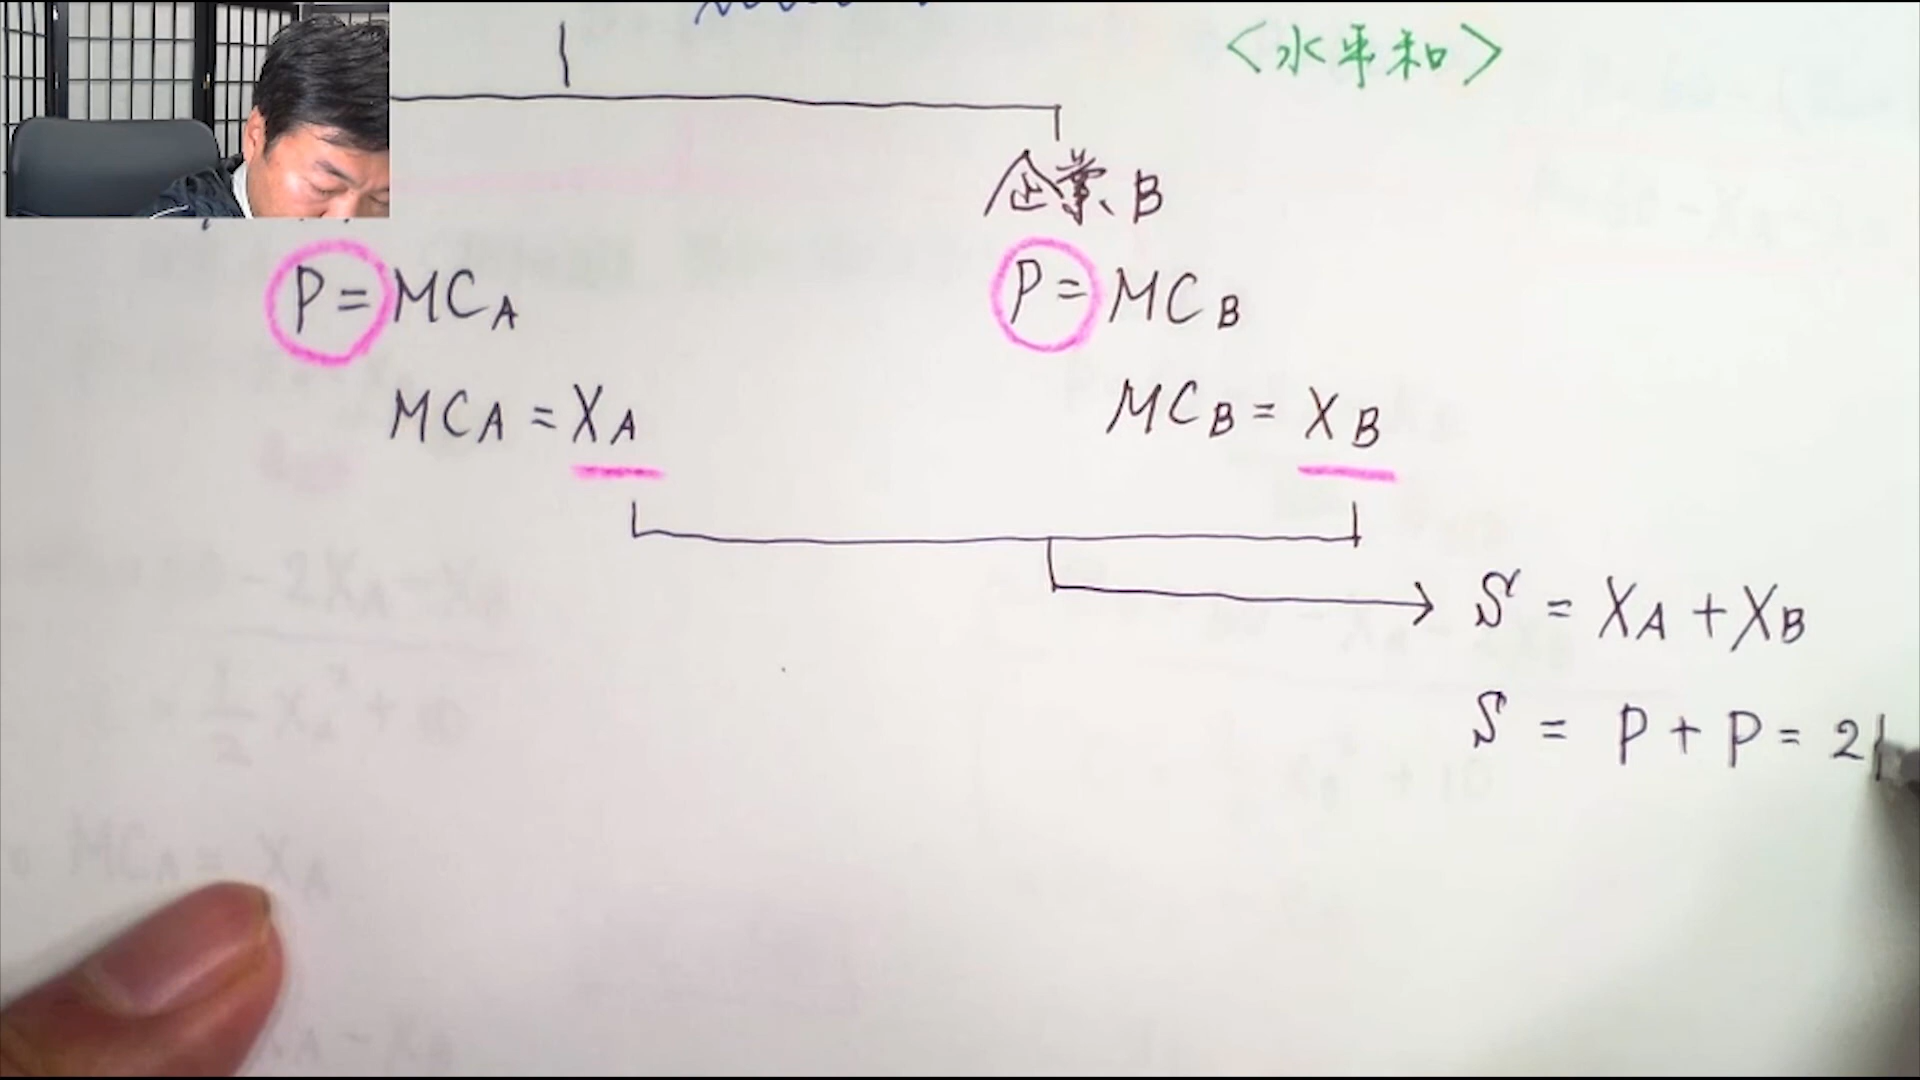 <水平和>
企業B
P=MCA
P=MCB
MCA=XA
MCB=XB
S=XA+XB
S=P+P=2